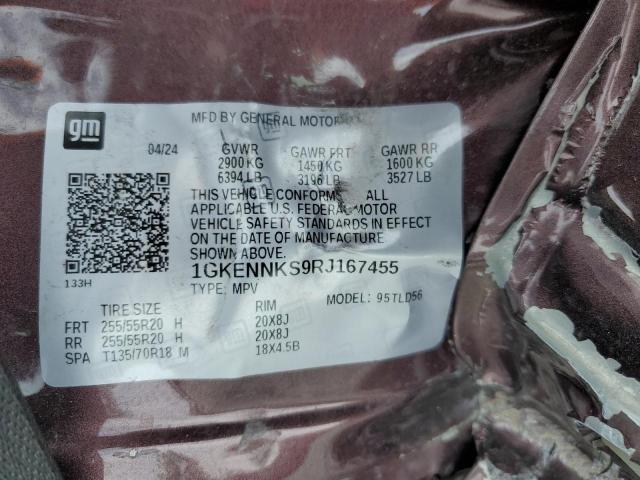 gm
MFD BY GENERAL MOTOR
04/24 GVWR GAWR FRT GAWR RR
2900 KG 1450 KG 1600 KG
6394 LB 3196 LB 3527 LB
THIS VEHICLE CONFORMS ALL
APPLICABLE U.S. FEDERAL MOTOR
VEHICLE SAFETY STANDARDS IN EFFECT
ON THE DATE OF MANUFACTURE
SHOWN ABOVE.
133H 1GKENNKS9RJ167455
TYPE: MPV MODEL: 95TLD56
TIRE SIZE RIM
FRT 255/55R20 H 20X8J
RR 255/55R20 H 20X8J
SPA T135/70R18 M 18X4.5B